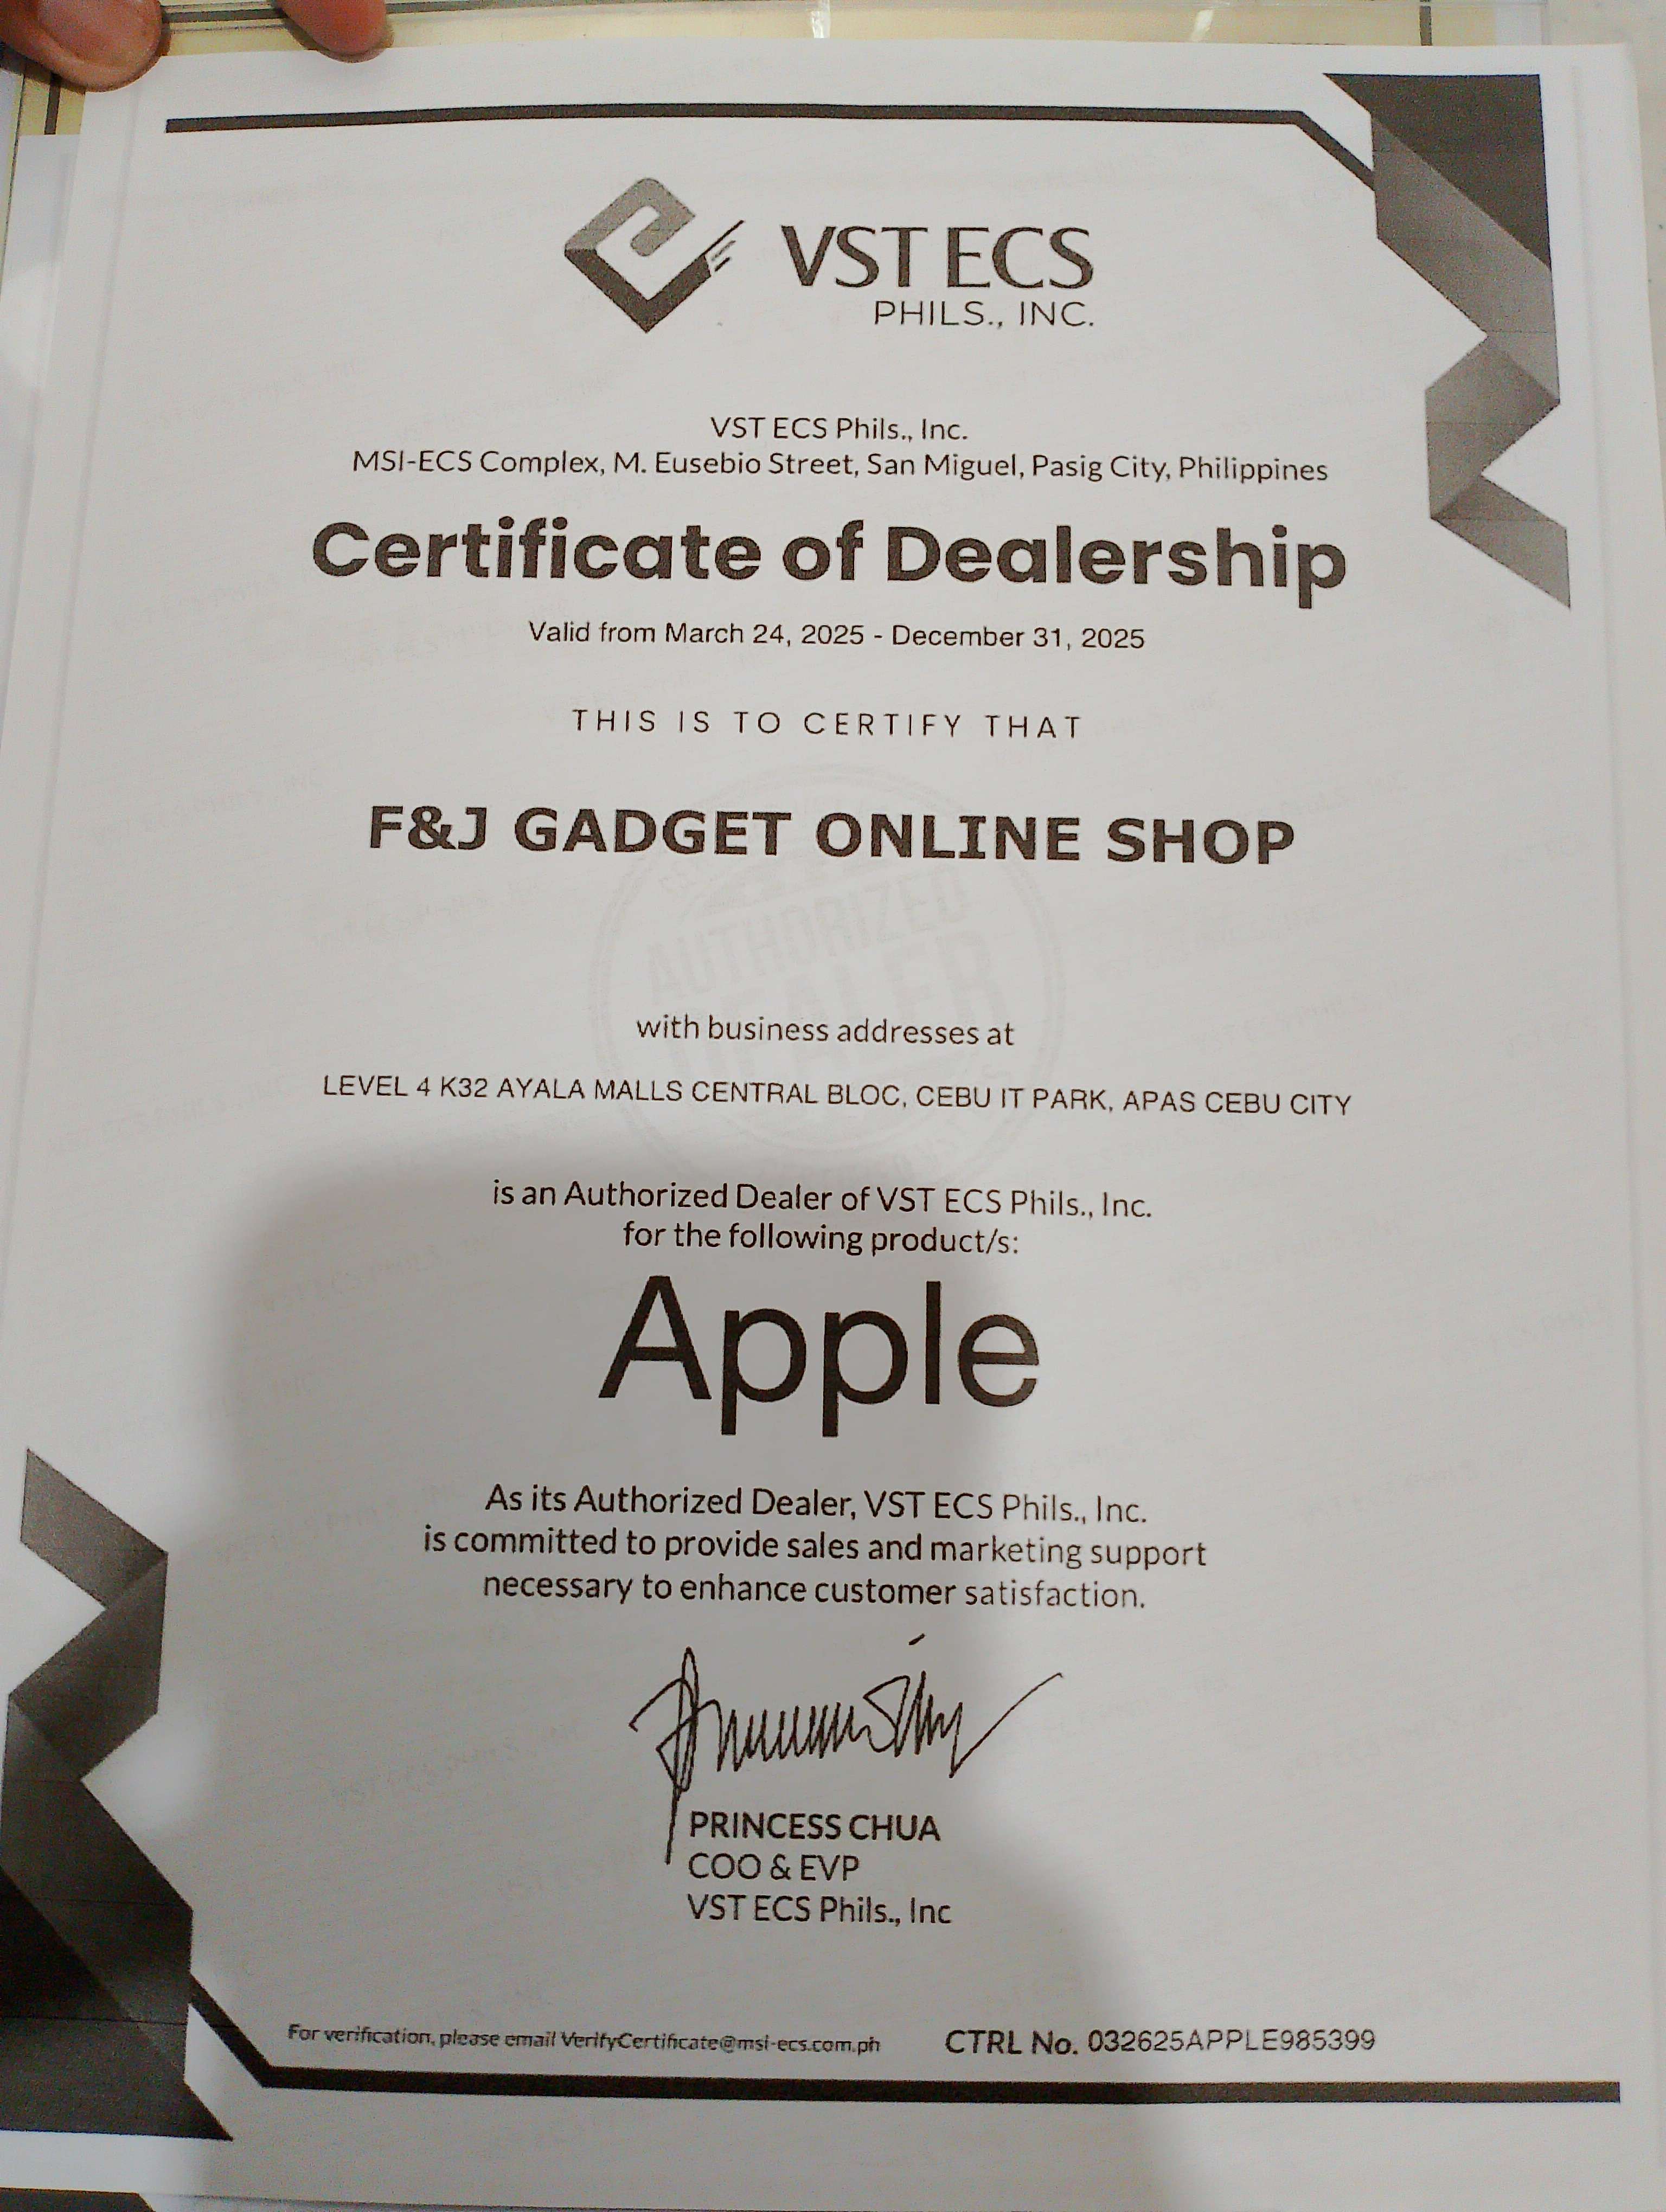 VST ECS
PHILS., INC.
VST ECS Phils., Inc.
MSI-ECS Complex, M. Eusebio Street, San Miguel, Pasig City, Philippines
Certificate of Dealership
Valid from March 24, 2025 - December 31, 2025
THIS IS TO CERTIFY THAT
F&J GADGET ONLINE SHOP
AUTHORIZED
DEALER
with business addresses at
LEVEL 4 K32 AYALA MALLS CENTRAL BLOC, CEBU IT PARK, APAS CEBU CITY
is an Authorized Dealer of VST ECS Phils., Inc.
for the following product/s:
Apple
As its Authorized Dealer, VST ECS Phils., Inc.
is committed to provide sales and marketing support
necessary to enhance customer satisfaction.
PRINCESS CHUA
COO & EVP
VST ECS Phils., Inc
For verification, please email VerifyCertificate@msi-ecs.com.ph
CTRL No. 032625APPLE985399